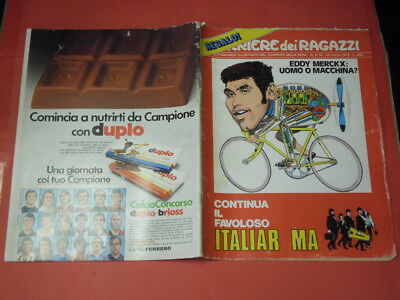 Comincia a nutrirti da Campione
con duplo
Una giornata
col tuo Campione
duplo
CalcioConcorso
duplo-brioss
FERRERO
REGALO!
CORRIERE dei RAGAZZI
EDDY MERCKX:
UOMO O MACCHINA?
CONTINUA
IL
FAVOLOSO
ITALIAR MA